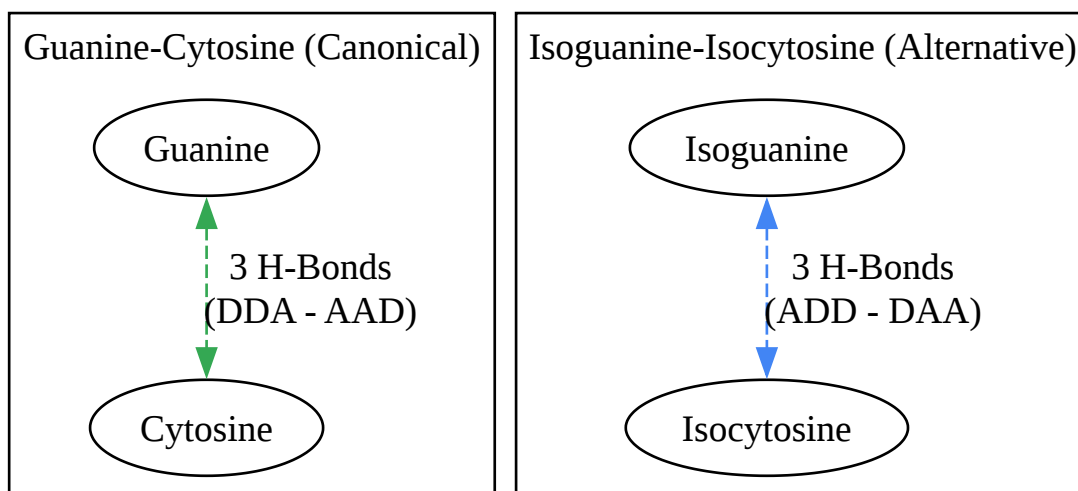 Guanine-Cytosine (Canonical)
Guanine
3 H-Bonds
(DDA - AAD)
Cytosine
Isoguanine-Isocytosine (Alternative)
Isoguanine
3 H-Bonds
(ADD - DAA)
Isocytosine